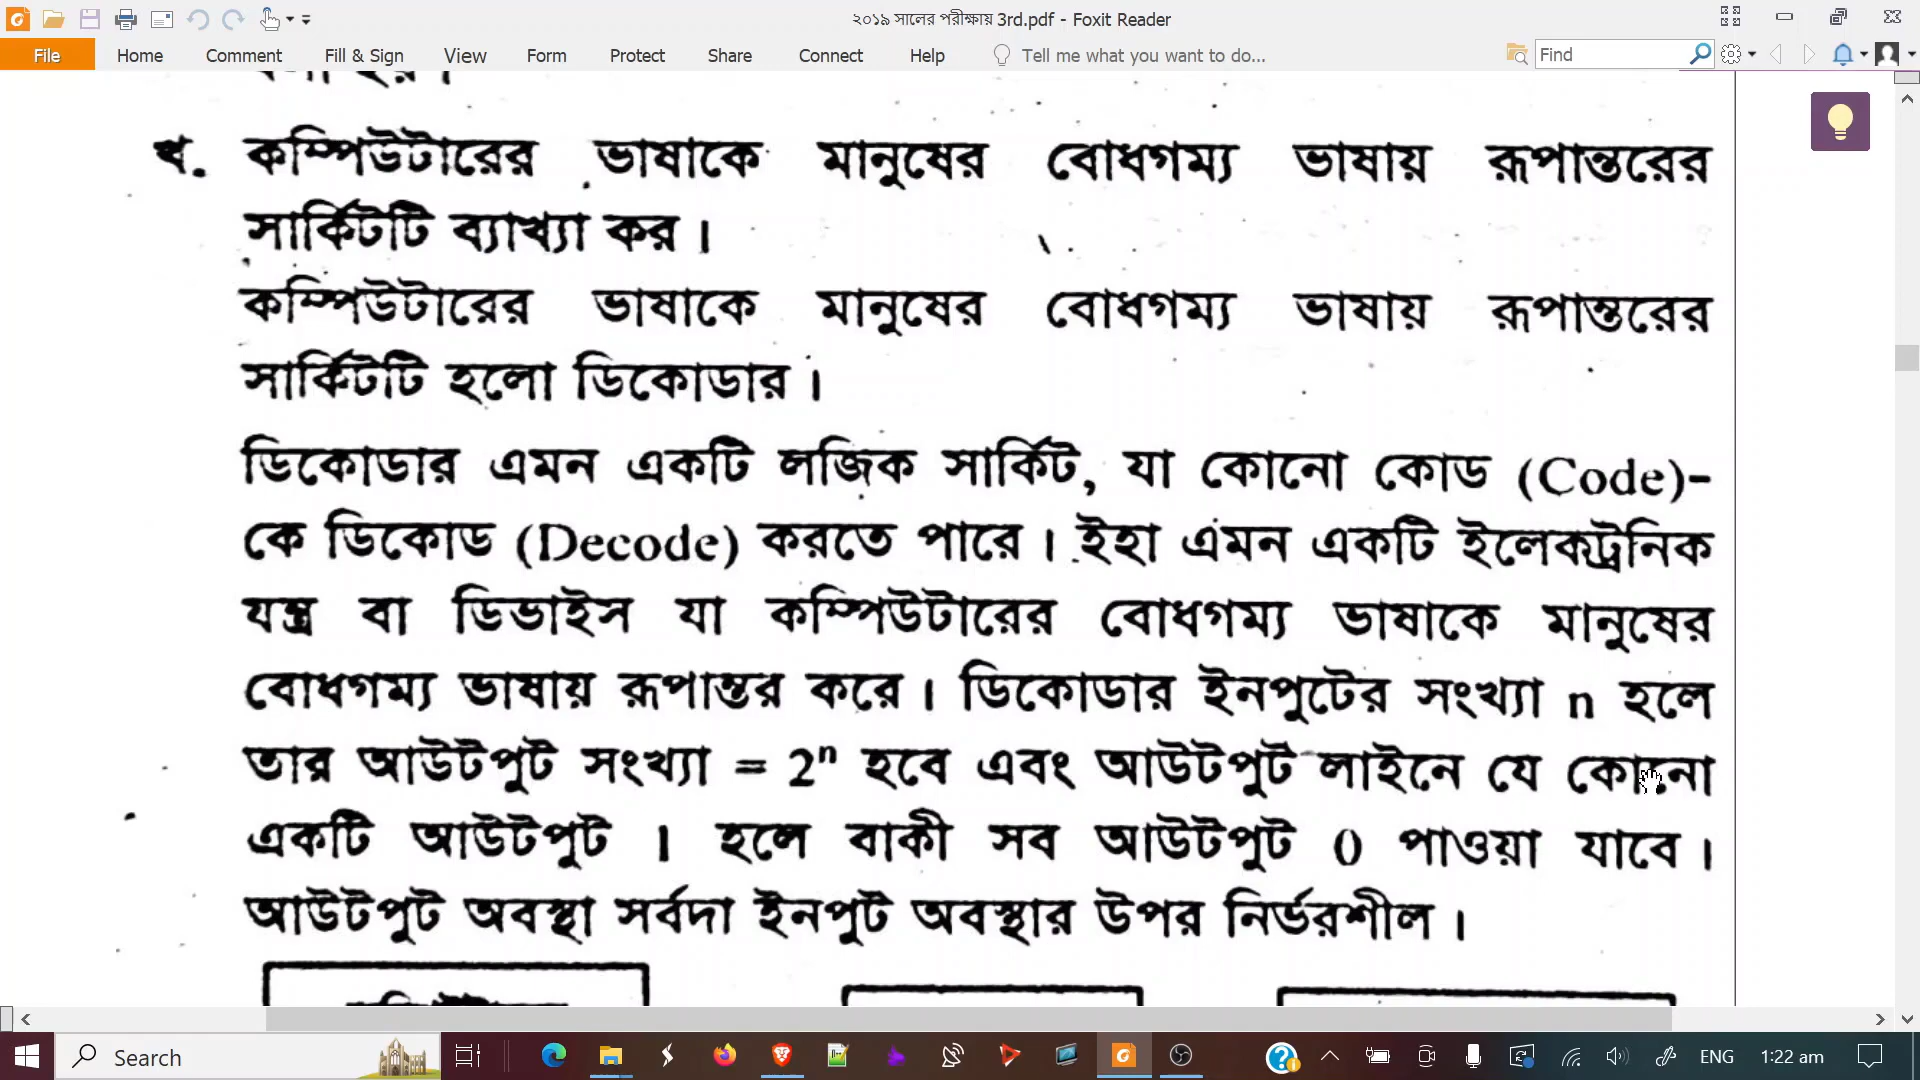 ২০১৯ সালের পরীক্ষায় 3rd.pdf - Foxit Reader
File Home Comment Fill & Sign View Form Protect Share Connect Help Tell me what you want to do... Find
খ. কম্পিউটারের ভাষাকে মানুষের বোধগম্য ভাষায় রূপান্তরের
সার্কিটটি ব্যাখ্যা কর।
কম্পিউটারের ভাষাকে মানুষের বোধগম্য ভাষায় রূপান্তরের
সার্কিটটি হলো ডিকোডার।
ডিকোডার এমন একটি লজিক সার্কিট, যা কোনো কোড (Code)-
কে ডিকোড (Decode) করতে পারে। ইহা এমন একটি ইলেকট্রনিক
যন্ত্র বা ডিভাইস যা কম্পিউটারের বোধগম্য ভাষাকে মানুষের
বোধগম্য ভাষায় রূপান্তর করে। ডিকোডার ইনপুটের সংখ্যা n হলে
তার আউটপুট সংখ্যা = 2ⁿ হবে এবং আউটপুট লাইনে যে কোনো
একটি আউটপুট 1 হলে বাকী সব আউটপুট 0 পাওয়া যাবে।
আউটপুট অবস্থা সর্বদা ইনপুট অবস্থার উপর নির্ভরশীল।
Search ENG 1:22 am